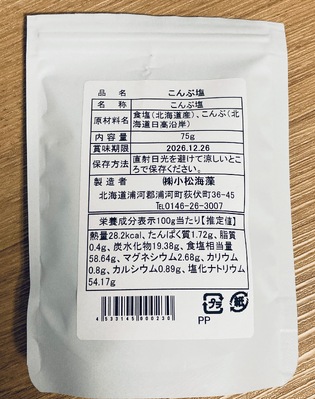 品名 こんぶ塩
名称 こんぶ塩
原材料名 食塩(北海道産)、こんぶ(北
海道日高沿岸)
内容量 75g
賞味期限 2026.12.26
保存方法 直射日光を避けて涼しいとこ
ろで保存ください。
製造者 ㈱小松海藻
北海道浦河郡浦河町荻伏町36-45
℡0146-26-3007
栄養成分表示100g当たり【推定値】
熱量28.2kcal、たんぱく質1.72g、脂質
0.4g、炭水化物19.38g、食塩相当量
58.64g、マグネシウム2.68g、カリウム
0.8g、カルシウム0.89g、塩化ナトリウム
54.17g
4533145000230
プラ 紙
PP